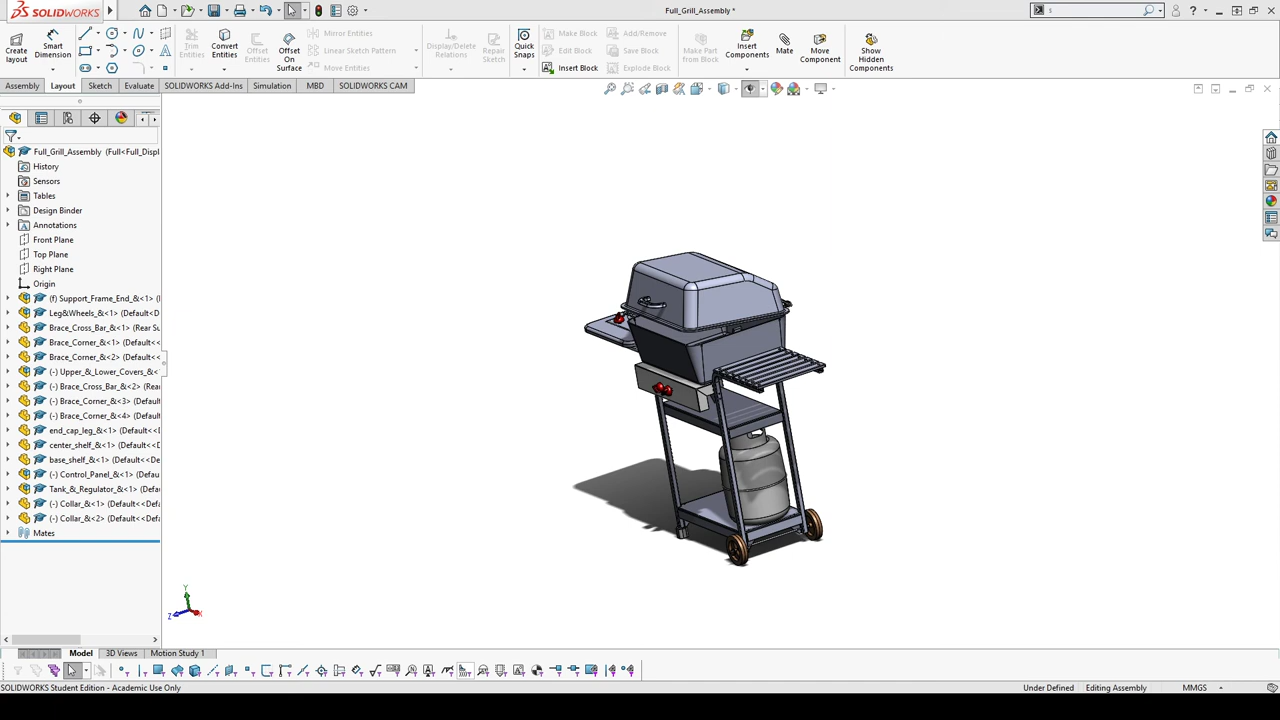 SOLIDWORKS
Full_Grill_Assembly *
s
Create layout
Smart Dimension
Trim Entities
Convert Entities
Offset Entities
Offset On Surface
Mirror Entities
Linear Sketch Pattern
Move Entities
Display/Delete Relations
Repair Sketch
Quick Snaps
Make Block
Edit Block
Insert Block
Add/Remove
Save Block
Explode Block
Make Part from Block
Insert Components
Mate
Move Component
Show Hidden Components
Assembly Layout Sketch Evaluate SOLIDWORKS Add-Ins Simulation MBD SOLIDWORKS CAM
Full_Grill_Assembly (Full<Full_Displ
History
Sensors
Tables
Design Binder
Annotations
Front Plane
Top Plane
Right Plane
Origin
(f) Support_Frame_End_&<1> (
Leg&Wheels_&<1> (Default<D
Brace_Cross_Bar_&<1> (Rear Su
Brace_Corner_&<1> (Default<<
Brace_Corner_&<2> (Default<<
(-) Upper_&_Lower_Covers_&<
(-) Brace_Cross_Bar_&<2> (Rea
(-) Brace_Corner_&<3> (Defaul
(-) Brace_Corner_&<4> (Defaul
end_cap_leg_&<1> (Default<<D
center_shelf_&<1> (Default<<D
base_shelf_&<1> (Default<<Def
(-) Control_Panel_&<1> (Defau
Tank_&_Regulator_&<1> (Defau
(-) Collar_&<1> (Default<<Defa
(-) Collar_&<2> (Default<<Defa
Mates
Y
Z
X
Model 3D Views Motion Study 1
SOLIDWORKS Student Edition - Academic Use Only
Under Defined Editing Assembly MMGS